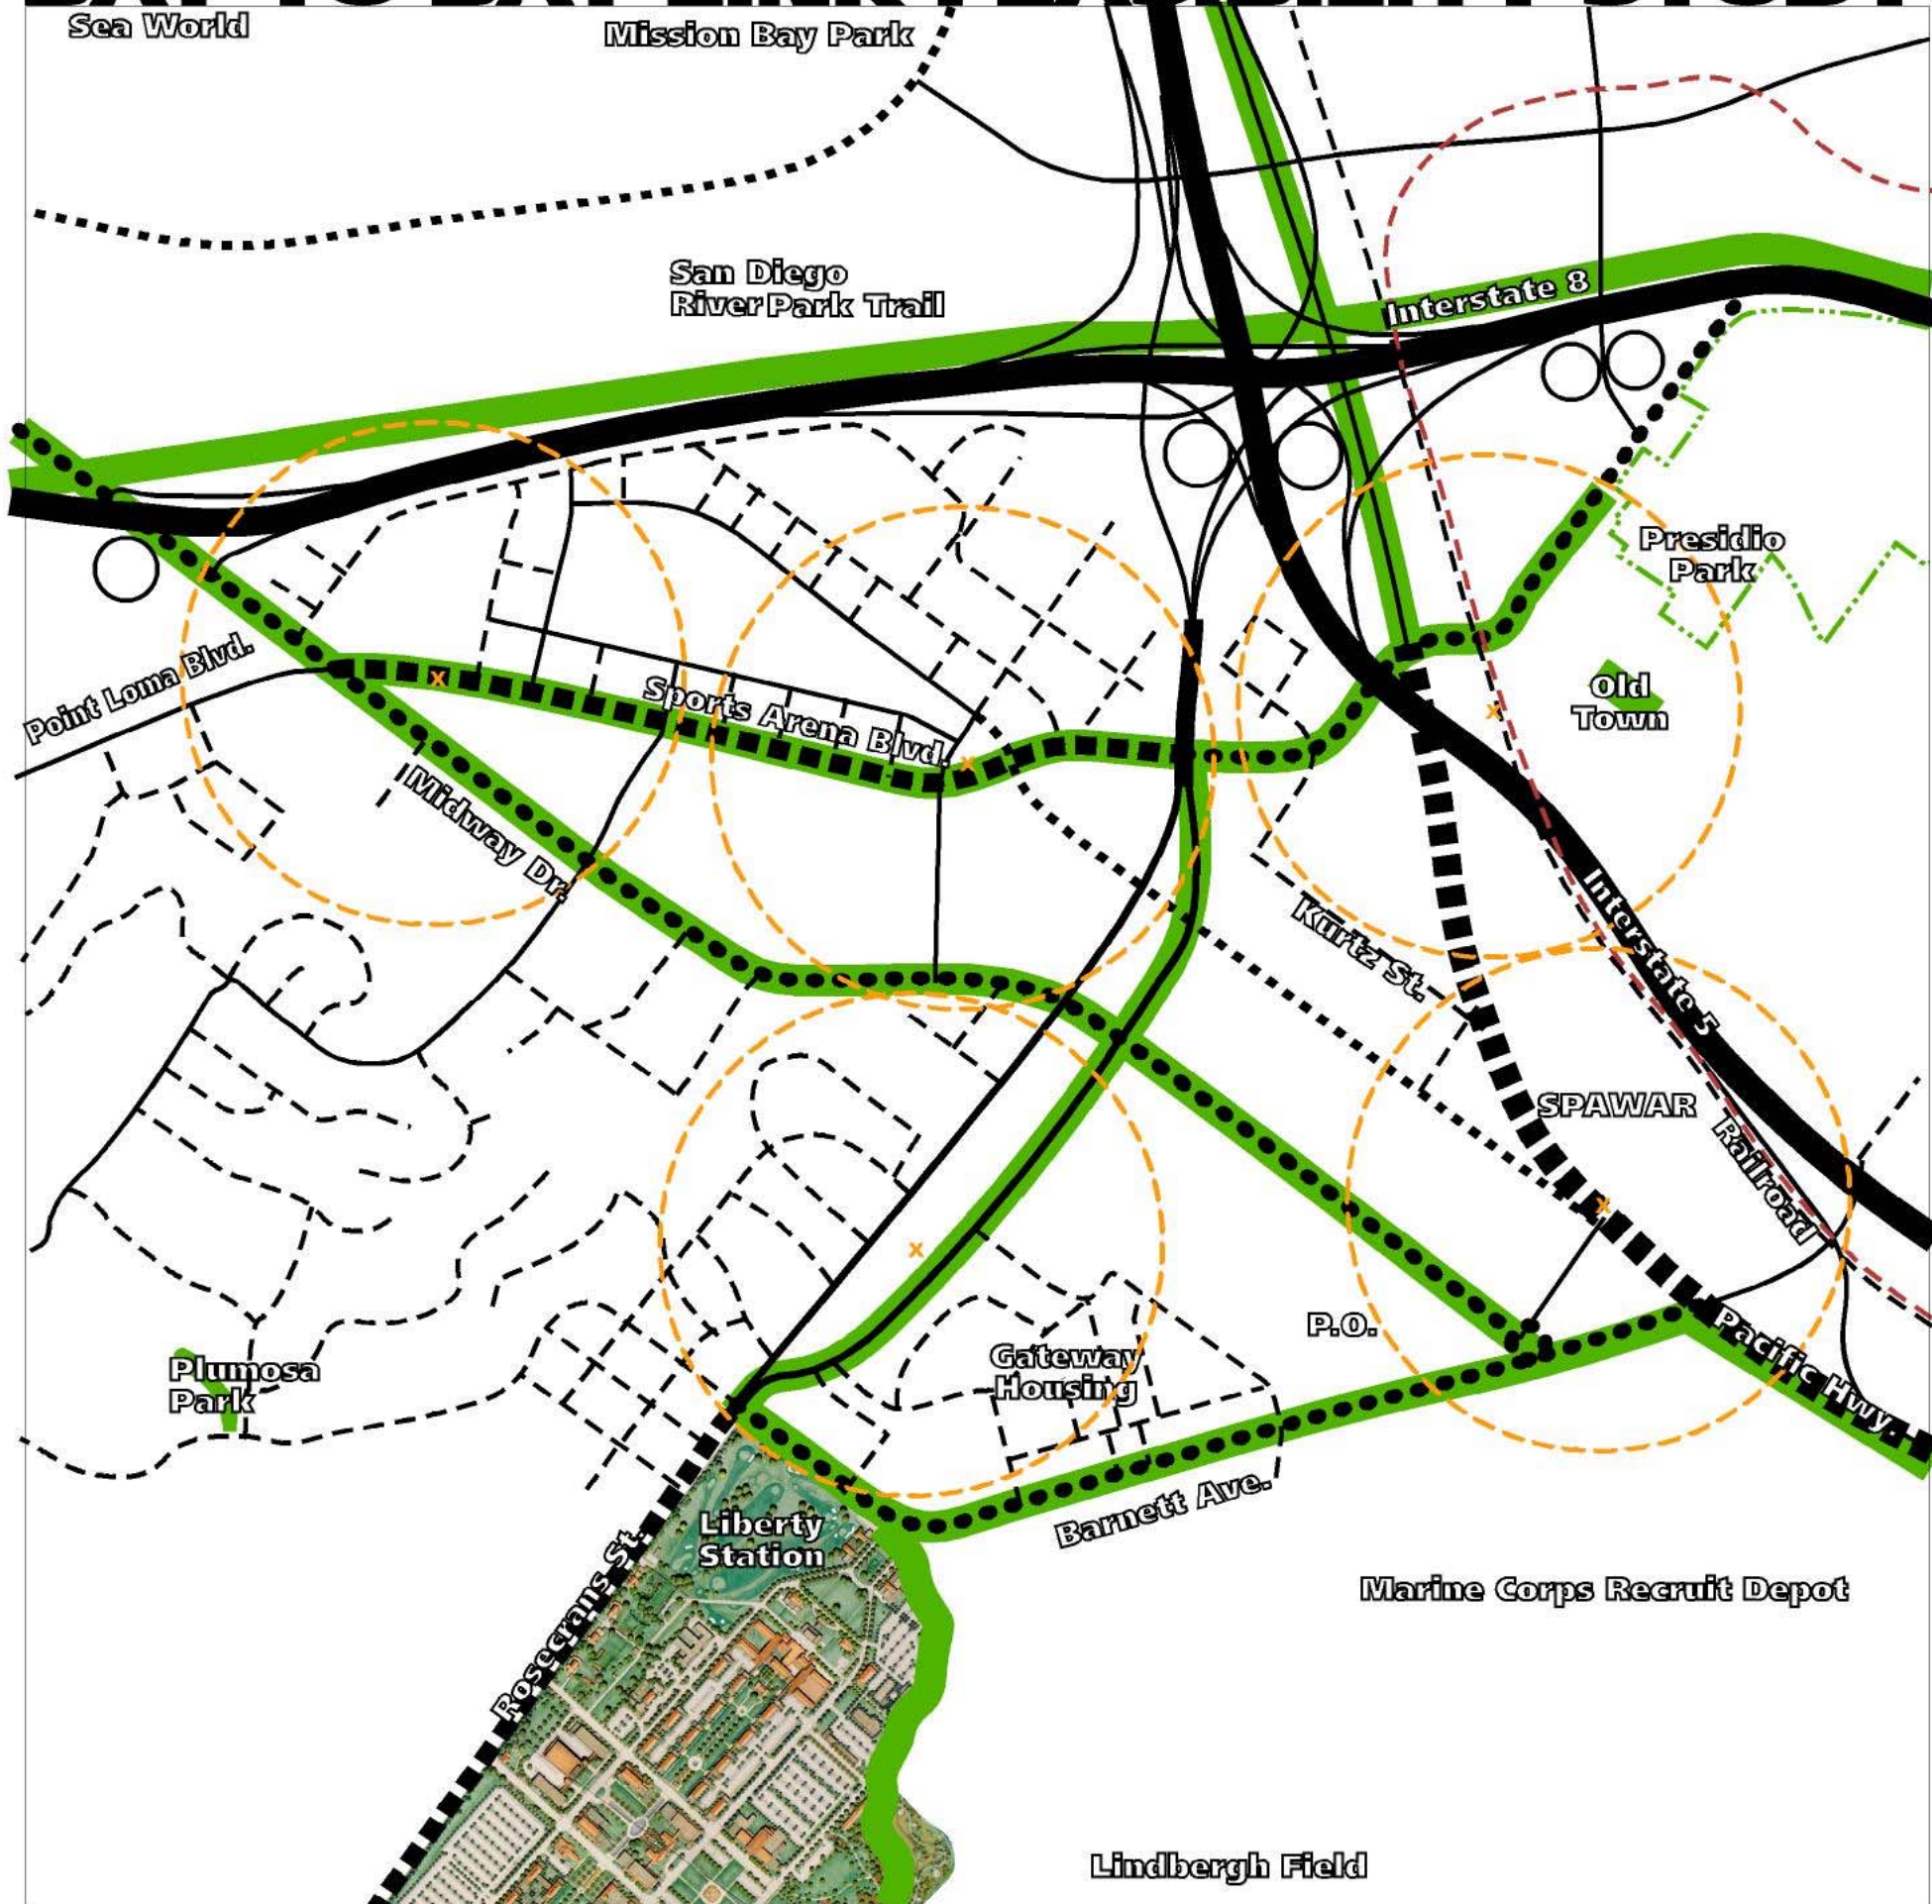 Sea World
Mission Bay Park
San Diego
River Park Trail
Interstate 8
Presidio
Park
Point Loma Blvd.
Old
Town
Sports Arena Blvd.
Midway Dr.
Kurtz St.
Interstate 5
SPAWAR
Railroad
P.O.
Pacific Hwy.
Gateway
Housing
Plumosa
Park
Barnett Ave.
Liberty
Station
Rosecrans St.
Marine Corps Recruit Depot
Lindbergh Field